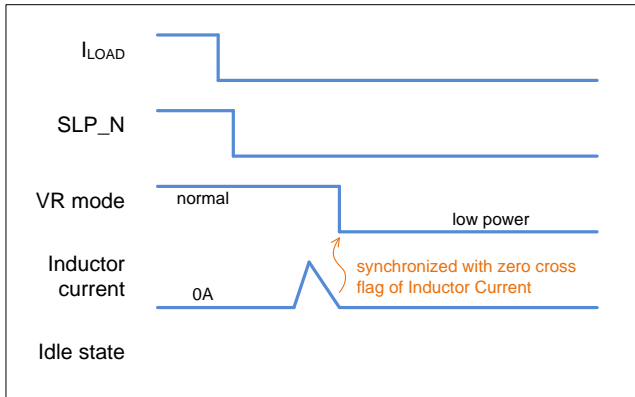 I_LOAD
SLP_N
VR mode
normal
low power
Inductor
current
0A
synchronized with zero cross
flag of Inductor Current
Idle state